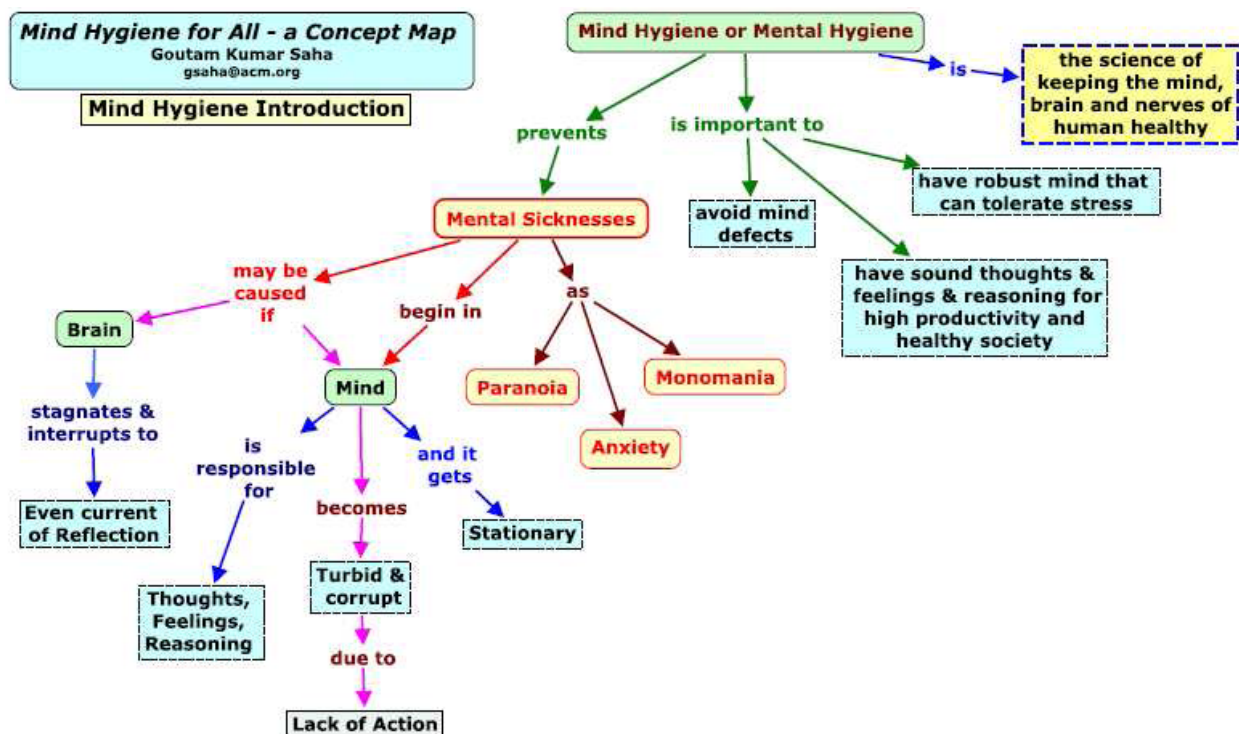 Mind Hygiene for All - a Concept Map
Goutam Kumar Saha
gsaha@acm.org
Mind Hygiene Introduction
Mind Hygiene or Mental Hygiene
is
the science of
keeping the mind,
brain and nerves of
human healthy
prevents
is important to
have robust mind that
can tolerate stress
avoid mind
defects
have sound thoughts &
feelings & reasoning for
high productivity and
healthy society
Mental Sicknesses
may be
caused
if
begin in
as
Paranoia
Monomania
Anxiety
Brain
stagnates &
interrupts to
Even current
of Reflection
Mind
is
responsible
for
Thoughts,
Feelings,
Reasoning
becomes
Turbid &
corrupt
due to
Lack of Action
and it
gets
Stationary